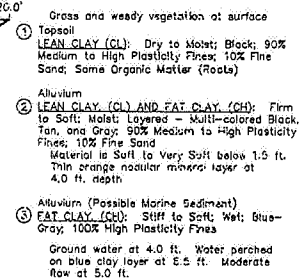 20.0'
Grass and weedy vegetation at surface
① Topsoil
LEAN CLAY (CL): Dry to Moist; Black; 90%
Medium to High Plasticity Fines; 10% Fine
Sand; Some Organic Matter (Roots)
Alluvium
② LEAN CLAY, (CL) AND FAT CLAY, (CH): Firm
to Soft; Moist; Layered - Multi-colored Black,
Tan, and Gray; 90% Medium to High Plasticity
Fines; 10% Fine Sand
Material is Soft to Very Soft below 1.5 ft.
Thin orange nodular mineral layer at
4.0 ft. depth
Alluvium (Possible Marine Sediment)
③ FAT CLAY, (CH): Stiff to Soft; Wet; Blue-
Gray; 100% High Plasticity Fines
Ground water at 4.0 ft. Water perched
on blue clay layer at 8.5 ft. Moderate
flow at 5.0 ft.